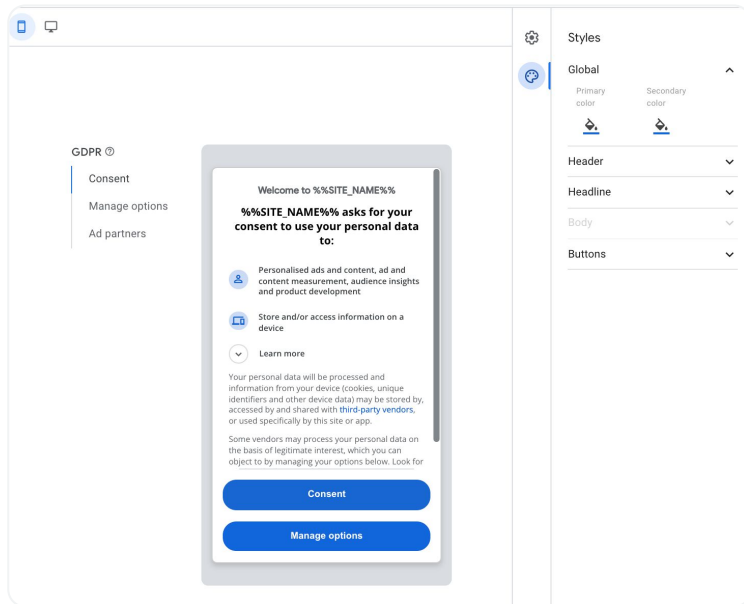 GDPR
Consent
Manage options
Ad partners
Welcome to %%SITE_NAME%%
%%SITE_NAME%% asks for your
consent to use your personal data
to:
Personalised ads and content, ad and
content measurement, audience insights
and product development
Store and/or access information on a
device
Learn more
Your personal data will be processed and
information from your device (cookies, unique
identifiers and other device data) may be stored by,
accessed by and shared with third-party vendors,
or used specifically by this site or app.
Some vendors may process your personal data on
the basis of legitimate interest, which you can
object to by managing your options below. Look for
Consent
Manage options
Styles
Global
Primary
color
Secondary
color
Header
Headline
Body
Buttons